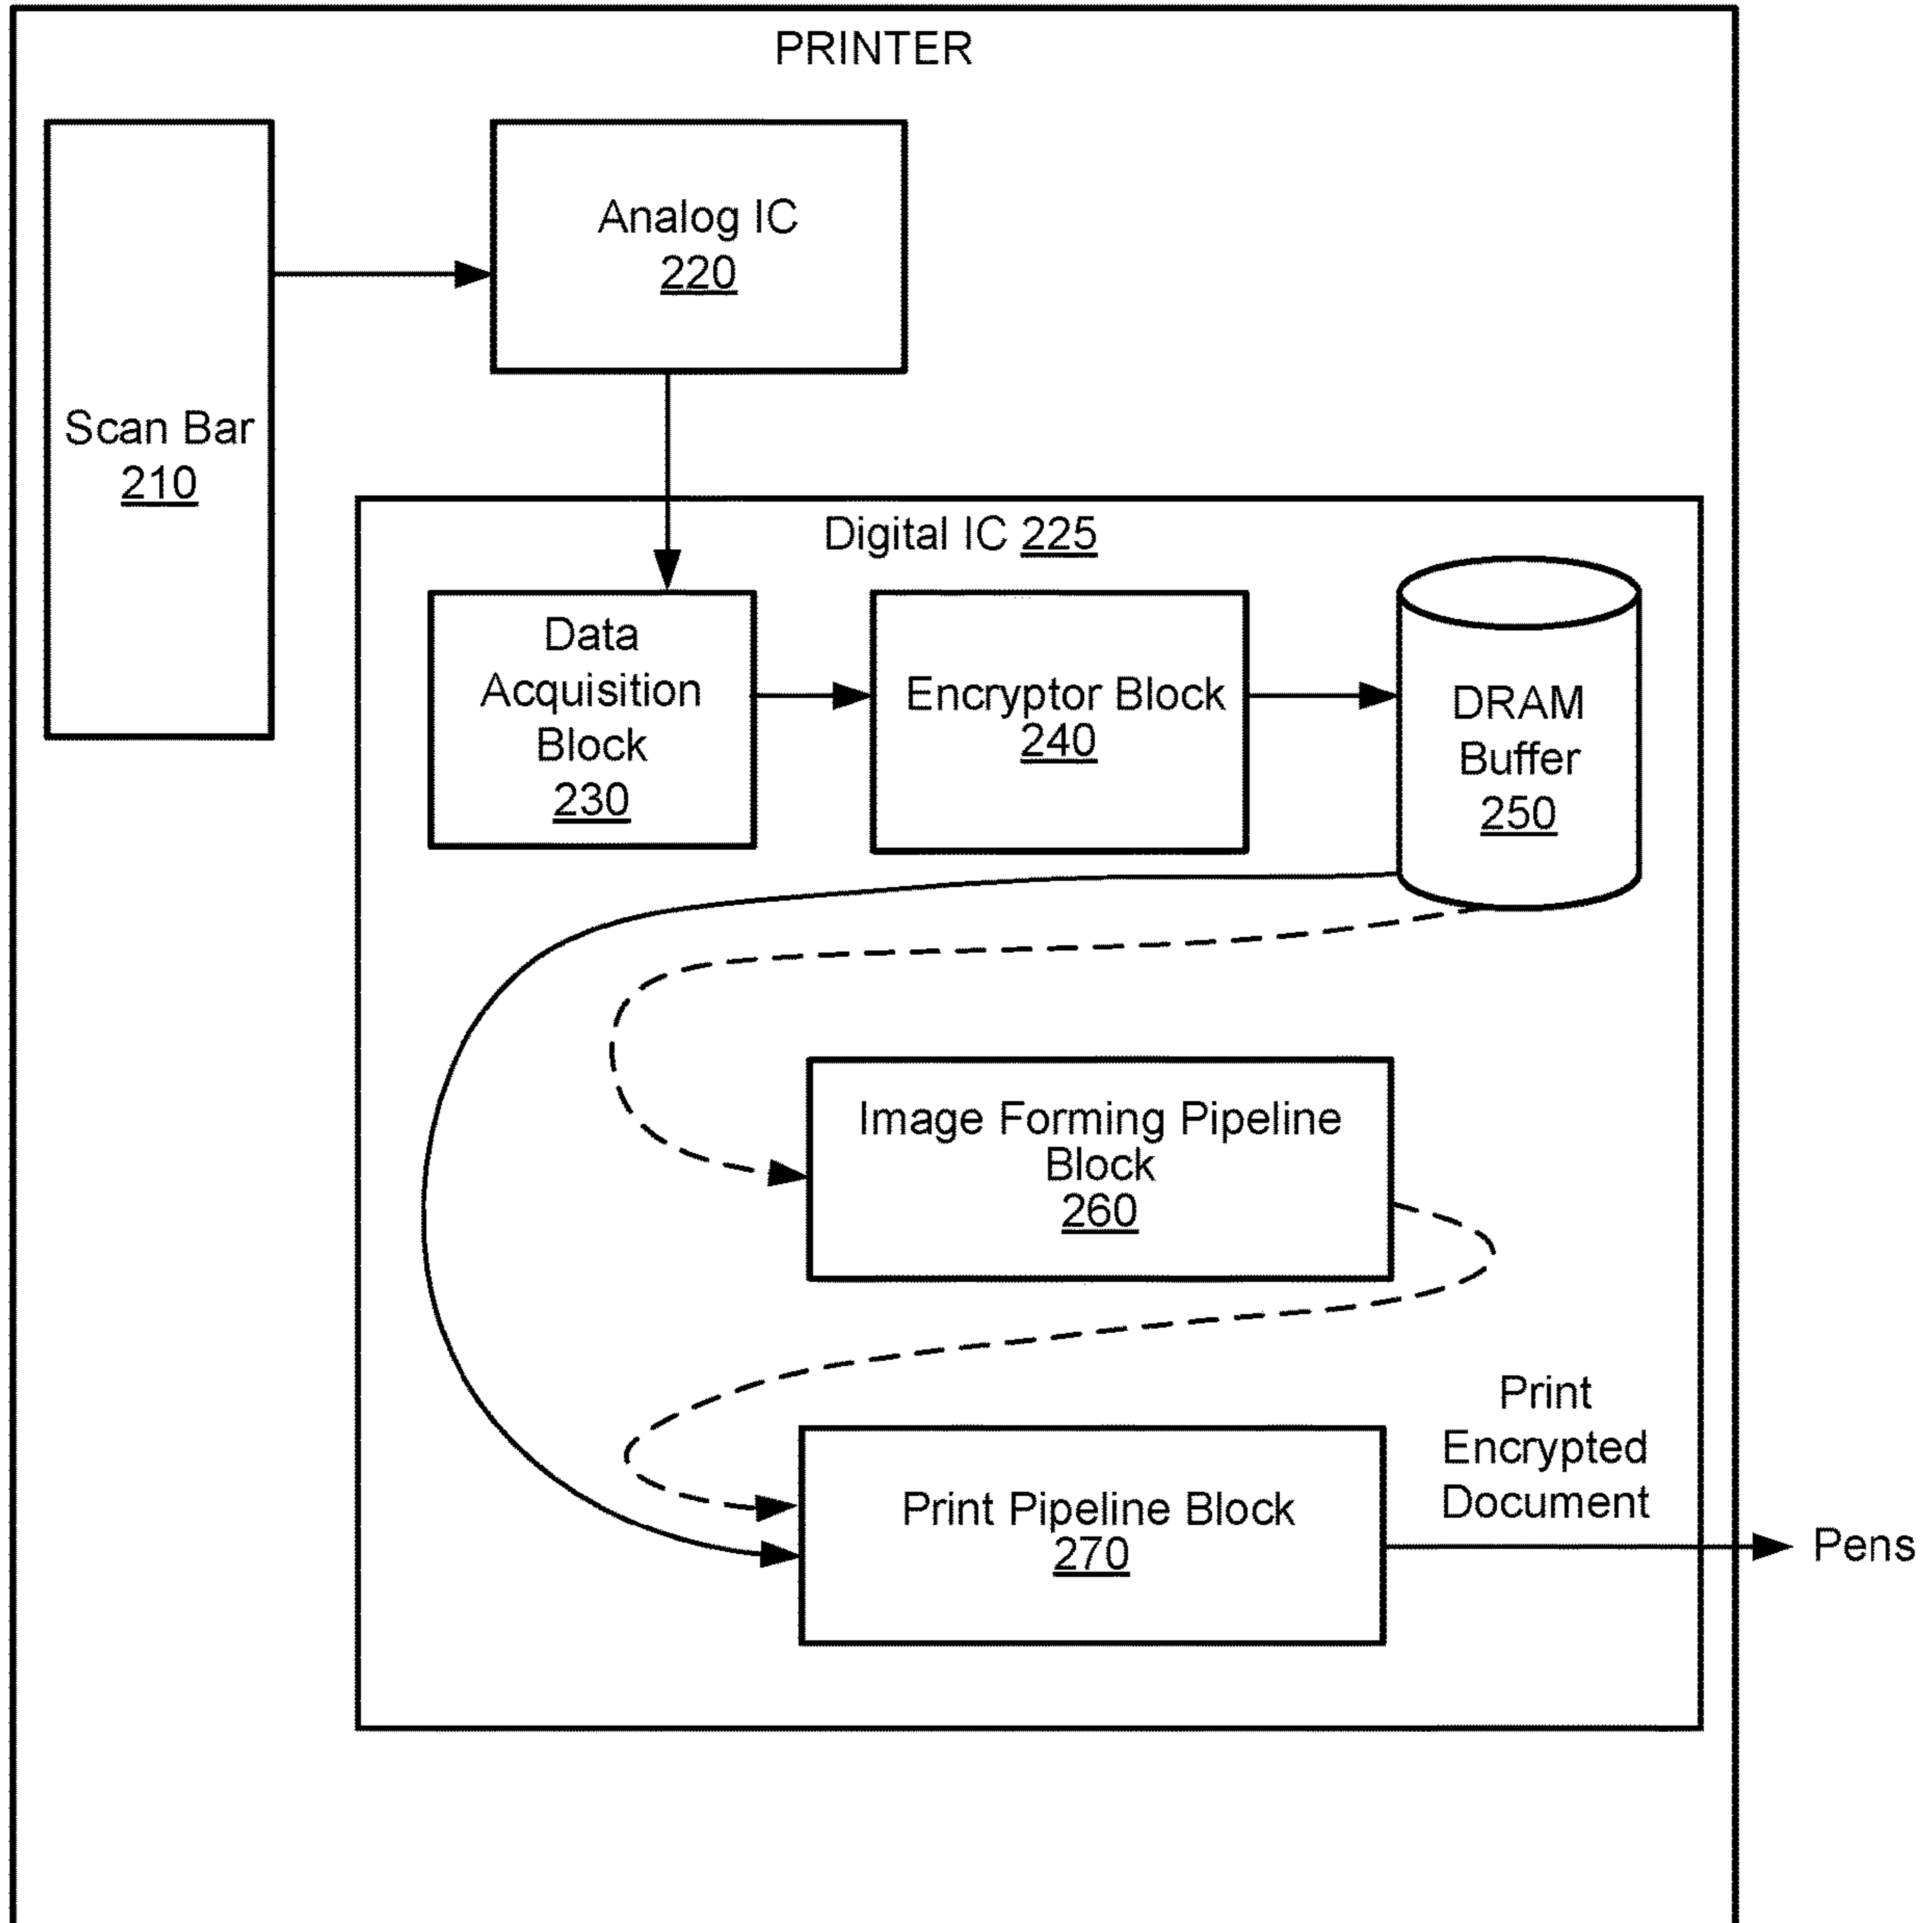 PRINTER
Analog IC
220
Scan Bar
210
Digital IC 225
Data
Acquisition
Block
230
Encryptor Block
240
DRAM
Buffer
250
Image Forming Pipeline
Block
260
Print
Encrypted
Document
Print Pipeline Block
270
Pens